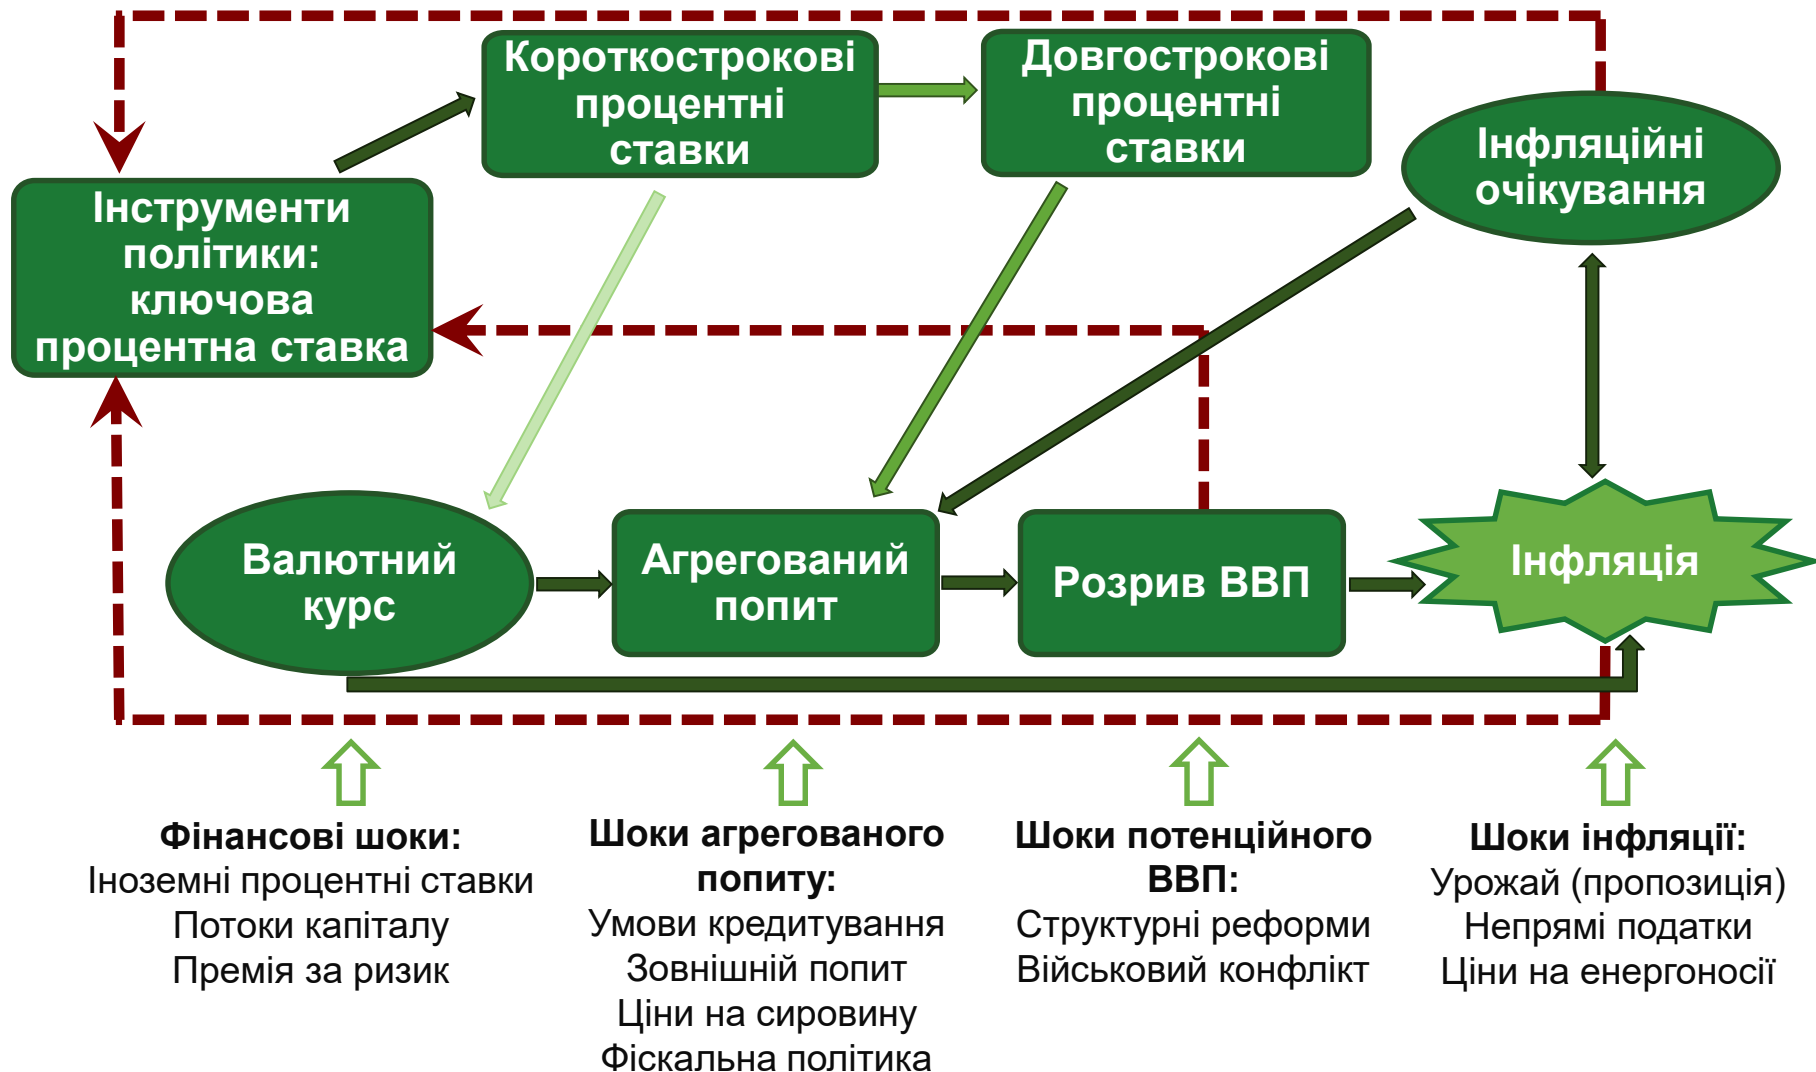 Короткострокові
процентні
ставки
Довгострокові
процентні
ставки
Інфляційні
очікування
Інструменти
політики:
ключова
процентна ставка
Валютний
курс
Агрегований
попит
Розрив ВВП
Інфляція
Фінансові шоки:
Іноземні процентні ставки
Потоки капіталу
Премія за ризик
Шоки агрегованого
попиту:
Умови кредитування
Зовнішній попит
Ціни на сировину
Фіскальна політика
Шоки потенційного
ВВП:
Структурні реформи
Військовий конфлікт
Шоки інфляції:
Урожай (пропозиція)
Непрямі податки
Ціни на енергоносії